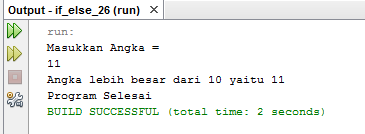 Output - if_else_26 (run) ×
run:
Masukkan Angka =
11
Angka lebih besar dari 10 yaitu 11
Program Selesai
BUILD SUCCESSFUL (total time: 2 seconds)